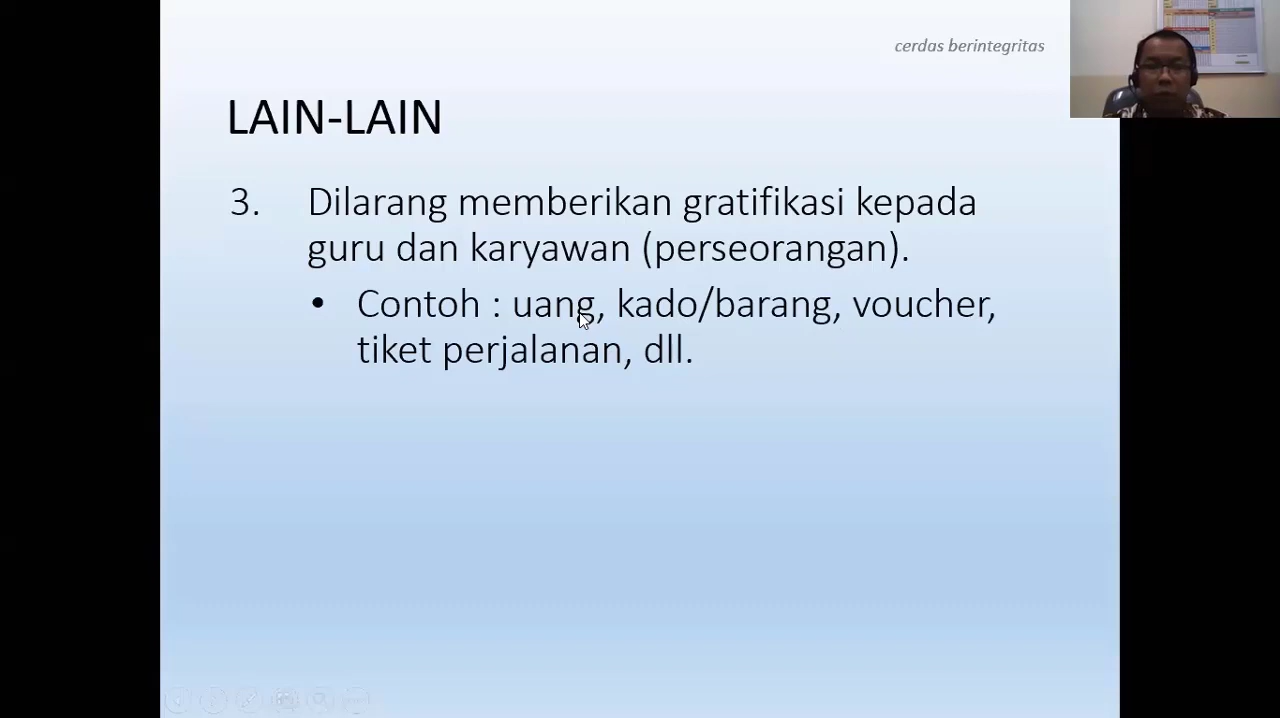 cerdas berintegritas
LAIN-LAIN
3. Dilarang memberikan gratifikasi kepada
guru dan karyawan (perseorangan).
• Contoh : uang, kado/barang, voucher,
tiket perjalanan, dll.